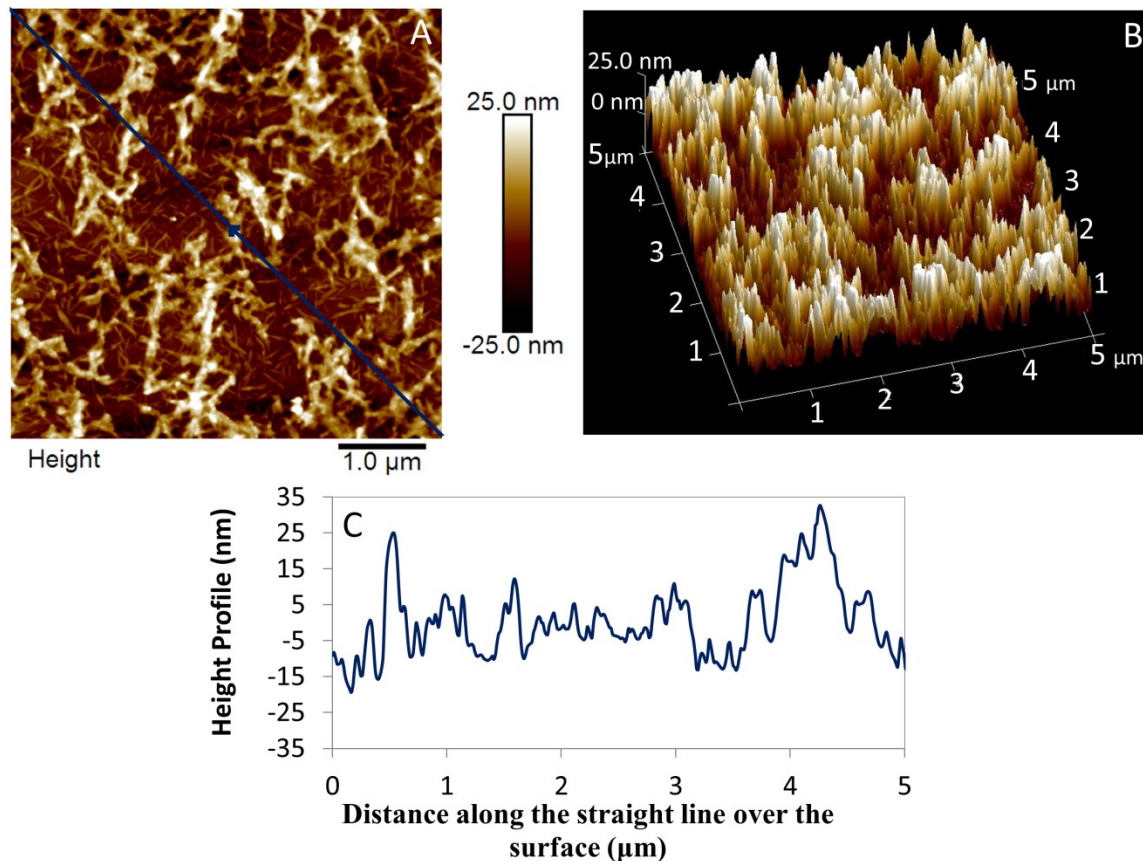 A
25.0 nm
-25.0 nm
Height
1.0 μm
B
25.0 nm
0 nm
5μm
4
3
2
1
1
2
3
4
5 μm
1
2
3
4
5 μm
C
Height Profile (nm)
35
25
15
5
-5
-15
-25
-35
0 1 2 3 4 5
Distance along the straight line over the
surface (μm)